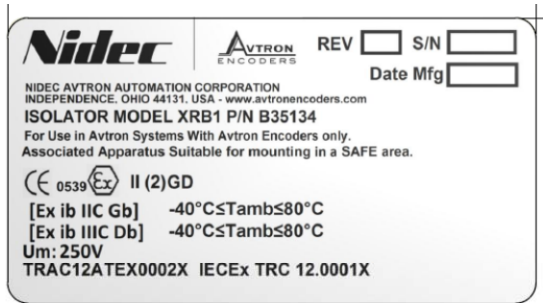 Nidec AVTRON ENCODERS REV S/N
Date Mfg
NIDEC AVTRON AUTOMATION CORPORATION
INDEPENDENCE, OHIO 44131, USA - www.avtronencoders.com
ISOLATOR MODEL XRB1 P/N B35134
For Use in Avtron Systems With Avtron Encoders only.
Associated Apparatus Suitable for mounting in a SAFE area.
CE 0539 Ex II (2)GD
[Ex ib IIC Gb] -40°C≤Tamb≤80°C
[Ex ib IIIC Db] -40°C≤Tamb≤80°C
Um: 250V
TRAC12ATEX0002X IECEx TRC 12.0001X